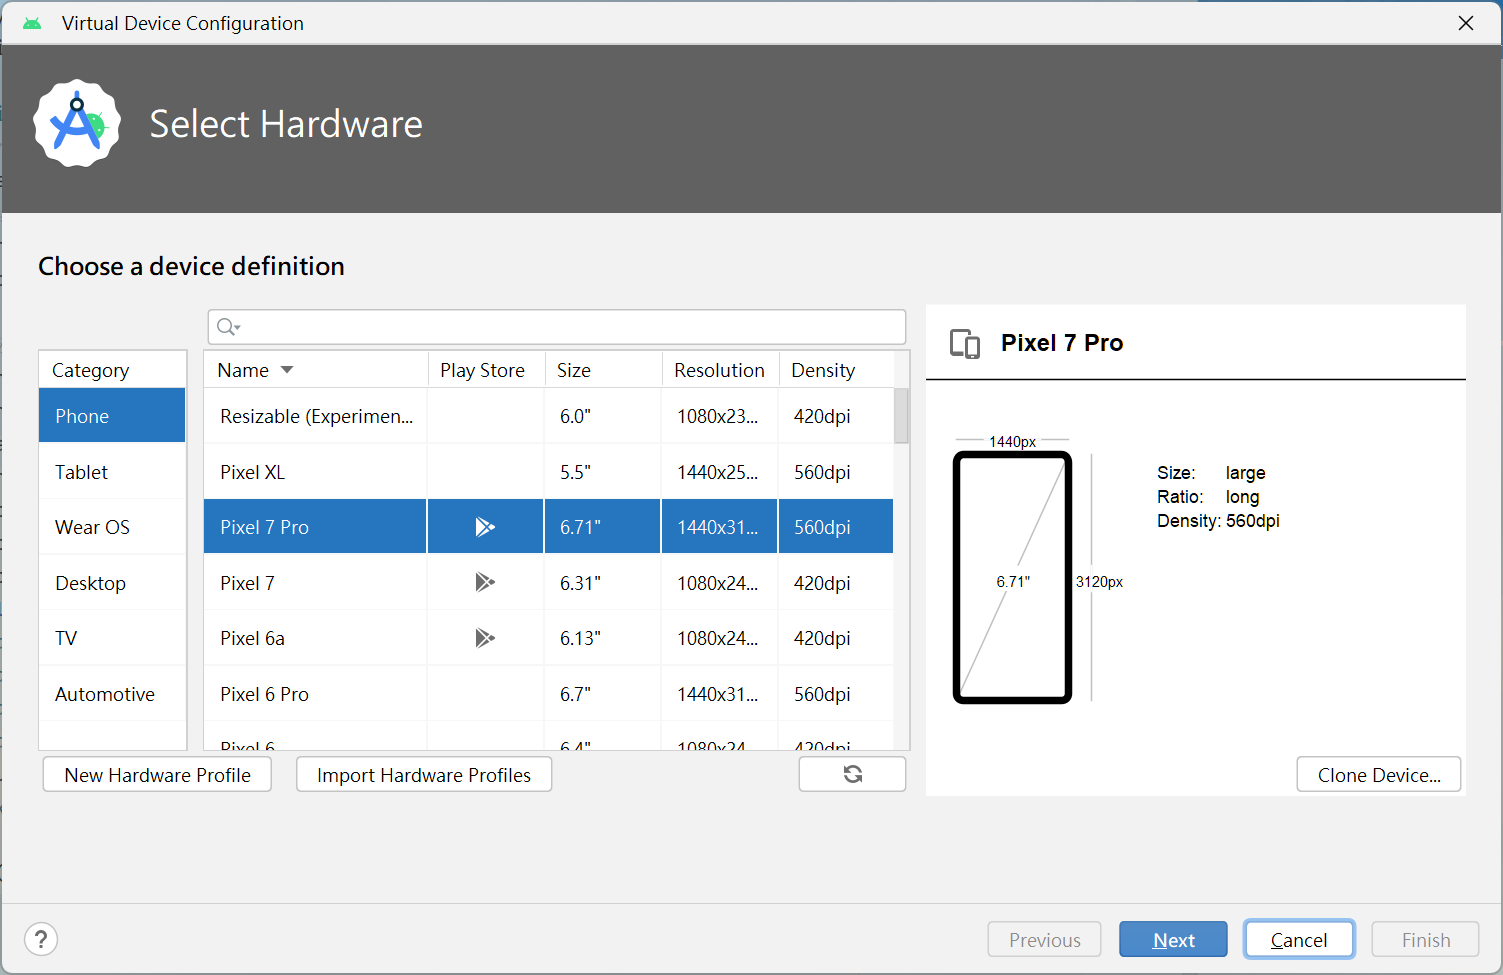 Virtual Device Configuration
Select Hardware
Choose a device definition
Category
Phone
Tablet
Wear OS
Desktop
TV
Automotive
Name Play Store Size Resolution Density
Resizable (Experimen... 6.0" 1080x23... 420dpi
Pixel XL 5.5" 1440x25... 560dpi
Pixel 7 Pro 6.71" 1440x31... 560dpi
Pixel 7 6.31" 1080x24... 420dpi
Pixel 6a 6.13" 1080x24... 420dpi
Pixel 6 Pro 6.7" 1440x31... 560dpi
Pixel 6 6.4" 1080x24... 420dpi
New Hardware Profile Import Hardware Profiles
Pixel 7 Pro
1440px
6.71"
3120px
Size: large
Ratio: long
Density: 560dpi
Clone Device...
? Previous Next Cancel Finish